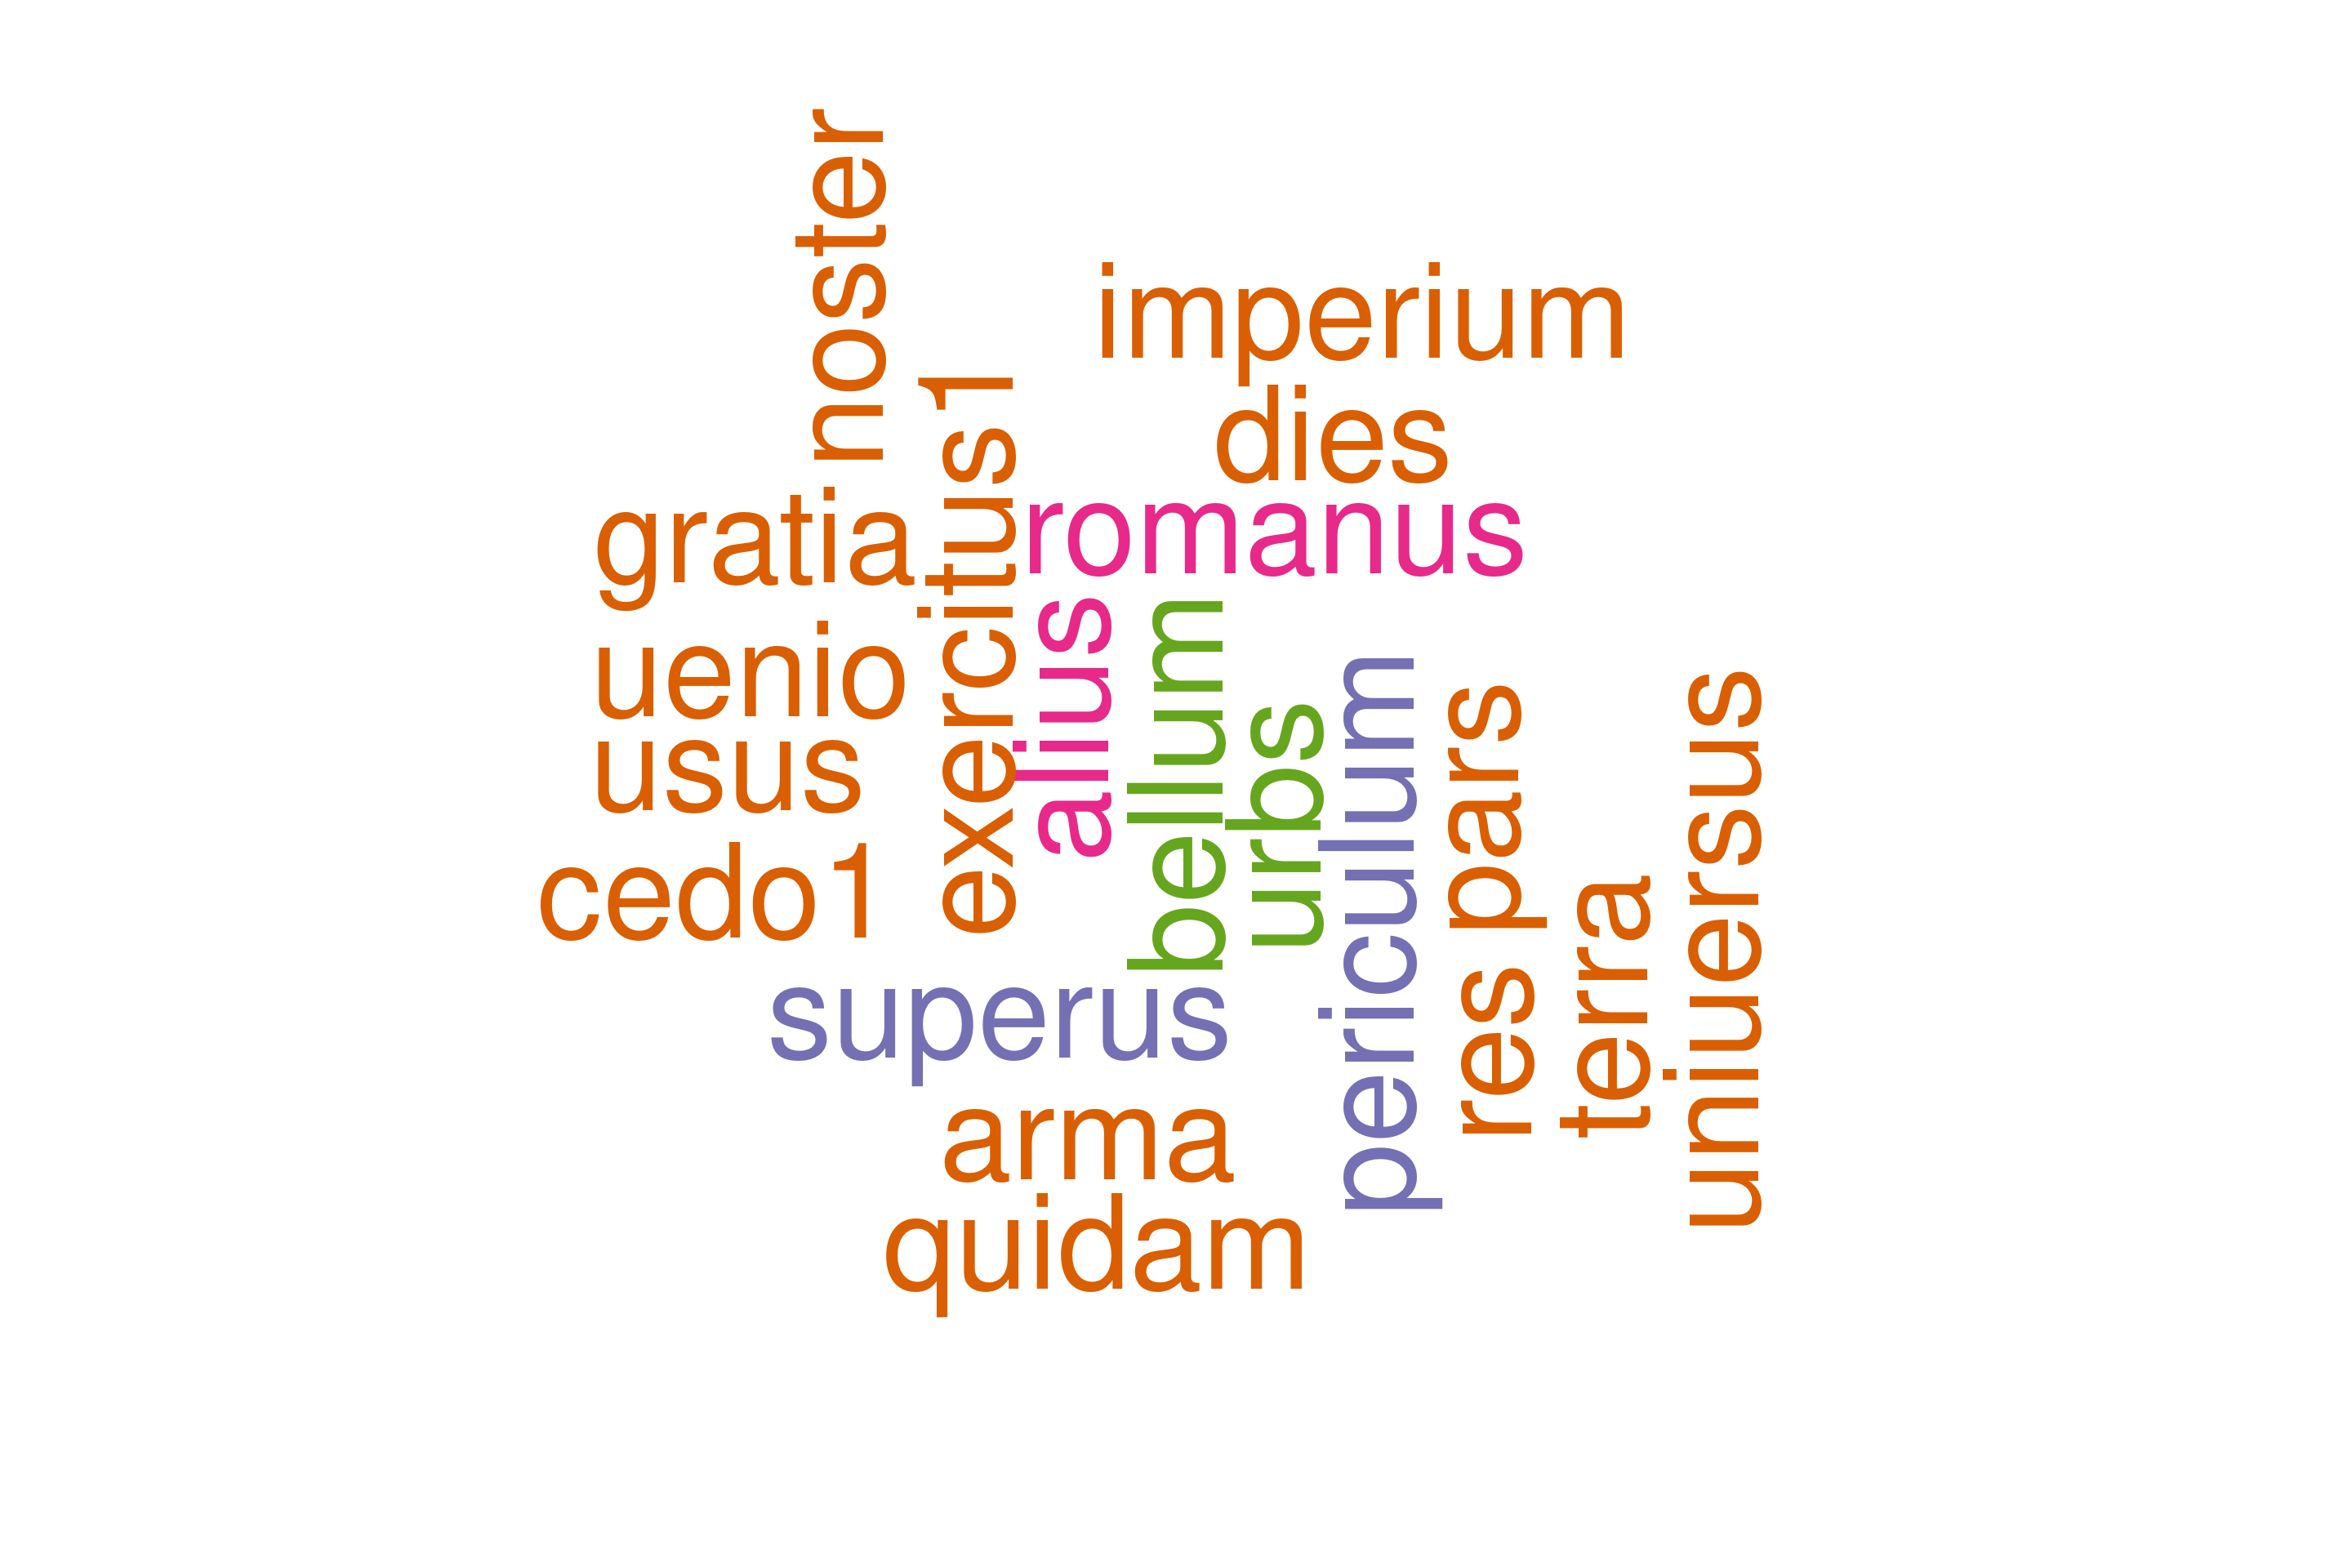 noster
imperium
dies
exercitus1
romanus
gratia
uenio
alius
bellum
usus
urbs
periculum
pars
uniuersus
cedo1
superus
res
terra
arma
quidam